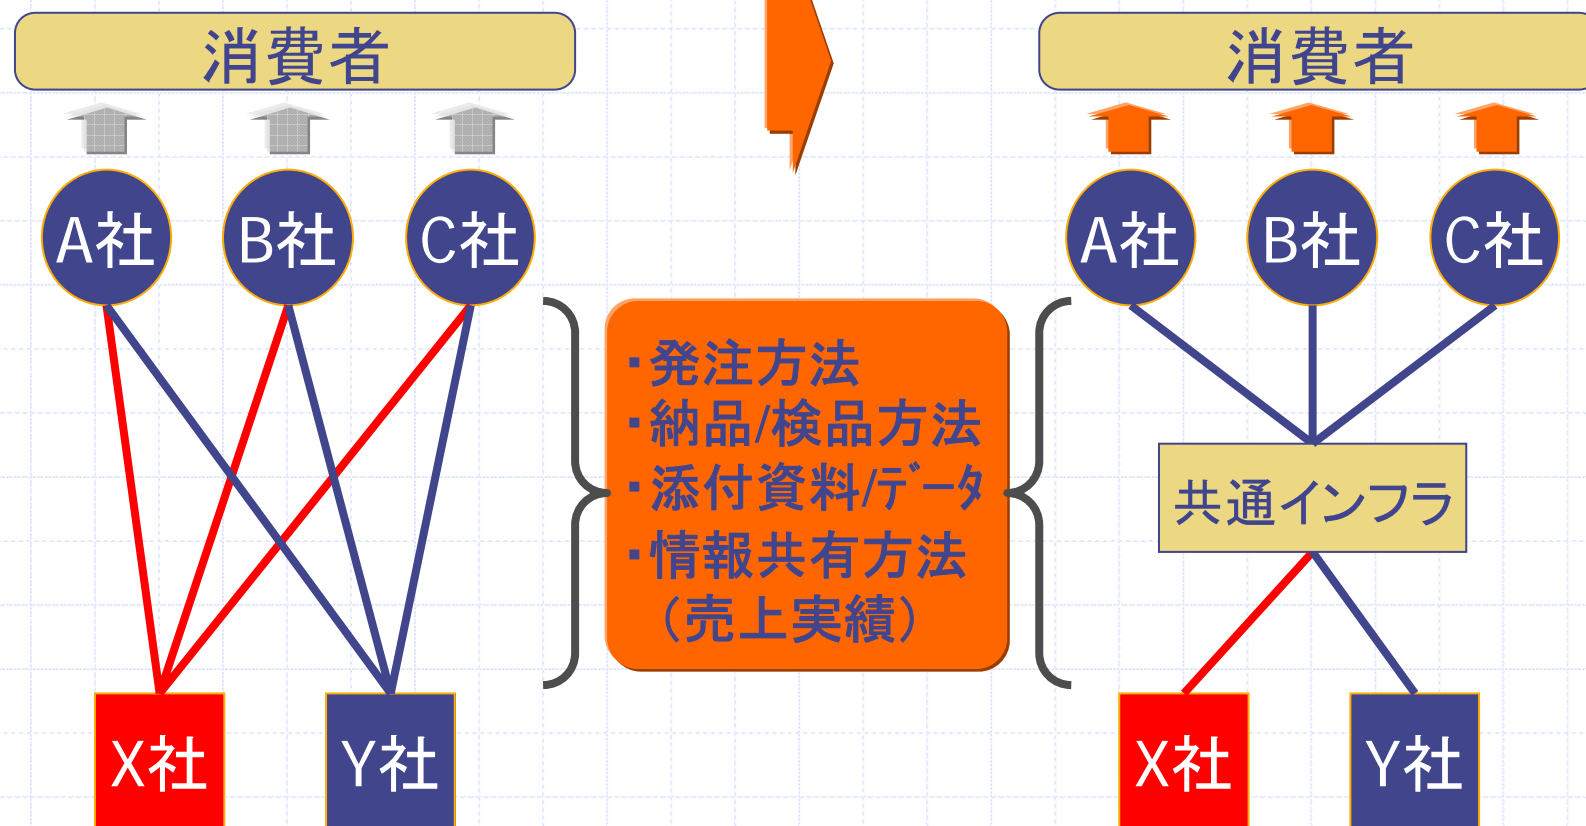 消費者
A社 B社 C社
X社 Y社
・発注方法
・納品/検品方法
・添付資料/ﾃﾞｰﾀ
・情報共有方法
（売上実績）
消費者
A社 B社 C社
共通インフラ
X社 Y社